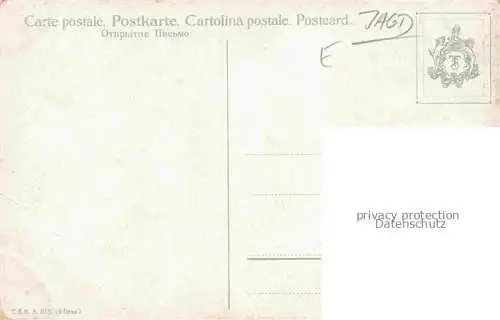 Carte postale. Postkarte. Cartolina postale. Postcard.
Открытое Письмо
JAGD
E
privacy protection
Datenschutz